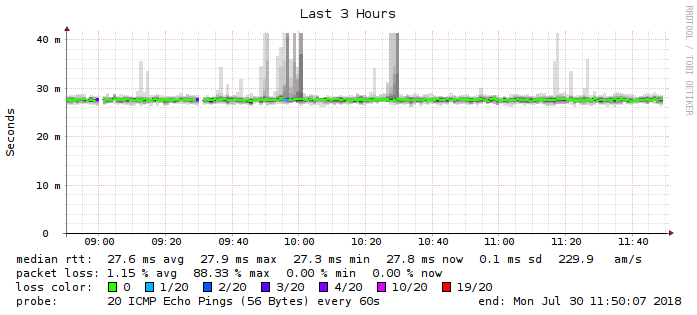 Last 3 Hours
RRDTOOL / TOBI OETIKER
Seconds
40 m
30 m
20 m
10 m
0
09:00 09:20 09:40 10:00 10:20 10:40 11:00 11:20 11:40
median rtt: 27.6 ms avg 27.9 ms max 27.3 ms min 27.8 ms now 0.1 ms sd 229.9 am/s
packet loss: 1.15 % avg 88.33 % max 0.00 % min 0.00 % now
loss color: 0 1/20 2/20 3/20 4/20 10/20 19/20
probe: 20 ICMP Echo Pings (56 Bytes) every 60s end: Mon Jul 30 11:50:07 2018